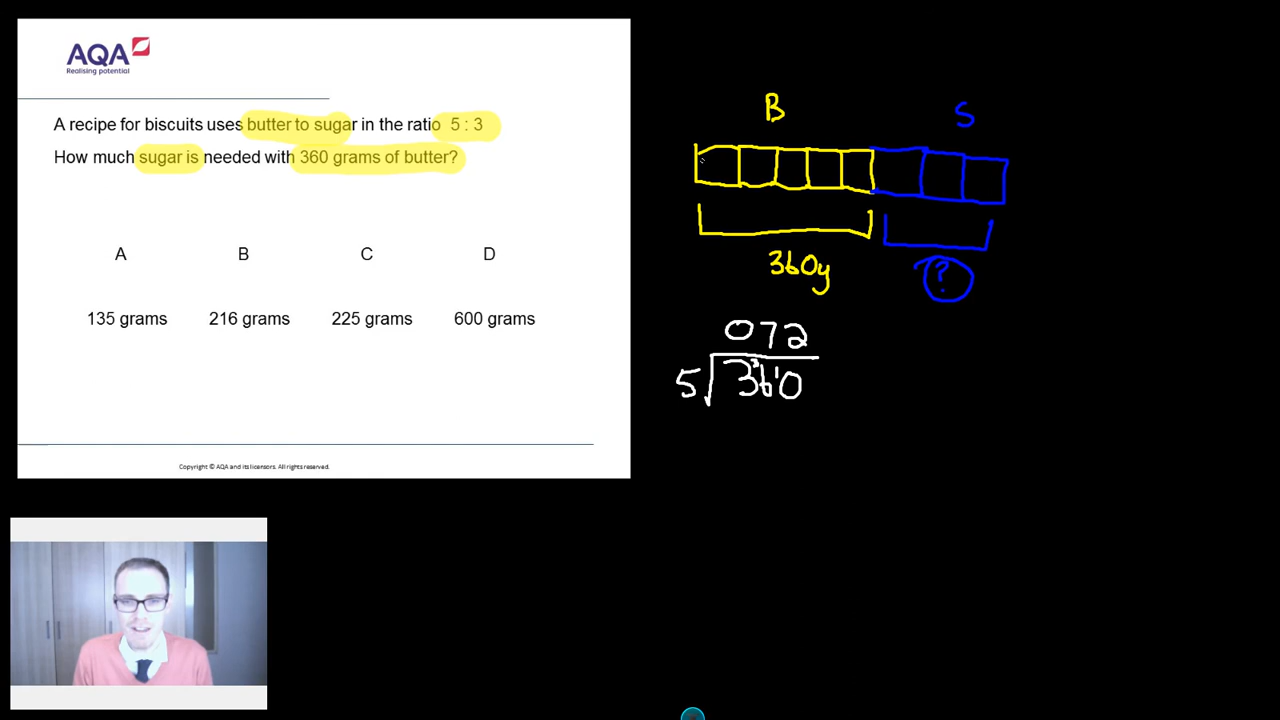 AQA
Realising potential
A recipe for biscuits uses butter to sugar in the ratio 5 : 3
How much sugar is needed with 360 grams of butter?
A B C D
135 grams 216 grams 225 grams 600 grams
Copyright © AQA and its licensors. All rights reserved.
B S
360g
?
072
5 3³6¹0